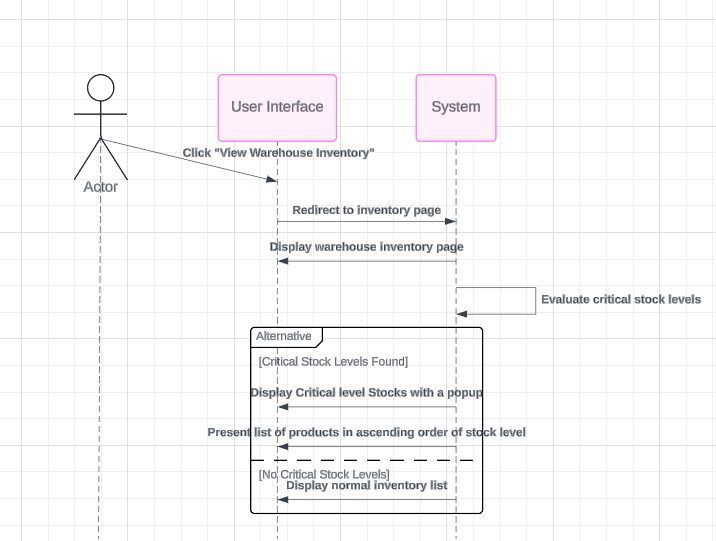 User Interface
System
Click "View Warehouse Inventory"
Actor
Redirect to inventory page
Display warehouse inventory page
Evaluate critical stock levels
Alternative
[Critical Stock Levels Found]
Display Critical level Stocks with a popup
Present list of products in ascending order of stock level
[No Critical Stock Levels]
Display normal inventory list